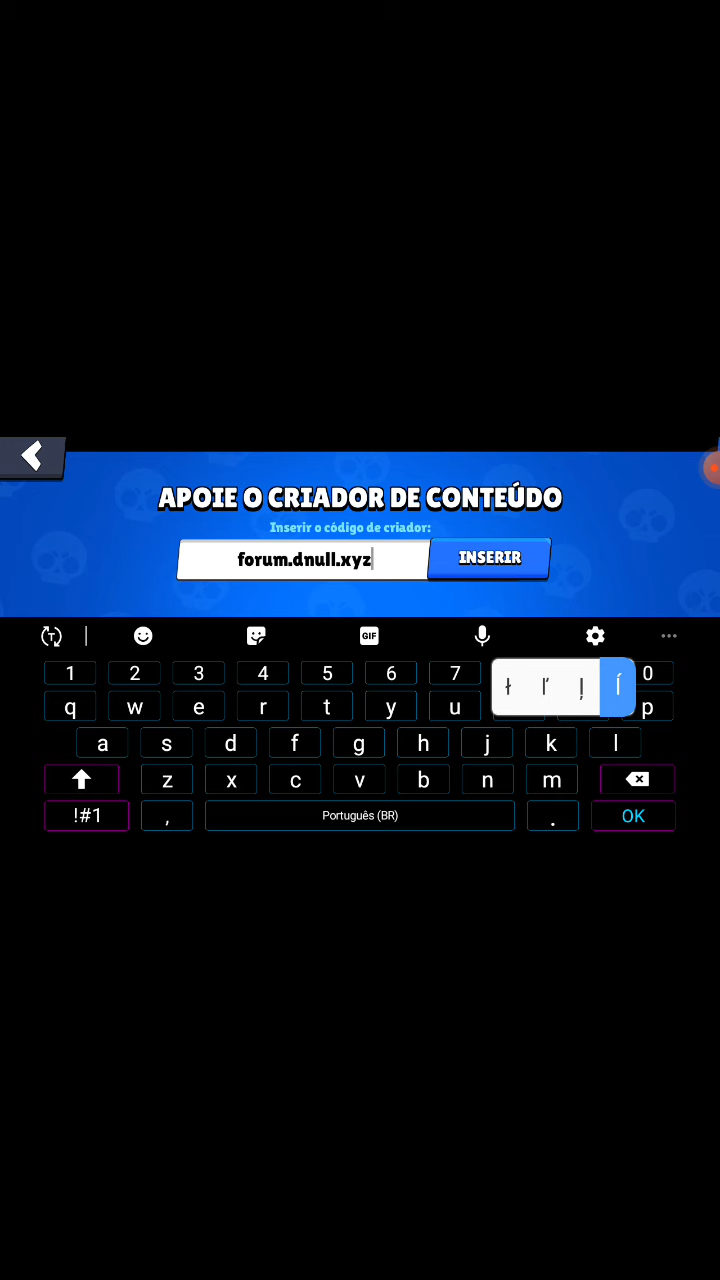 APOIE O CRIADOR DE CONTEÚDO
Inserir o código de criador:
forum.dnull.xyz INSERIR
GIF
1 2 3 4 5 6 7 0
ł ľ ļ ĺ
q w e r t y u p
a s d f g h j k l
z x c v b n m
!#1 , Português (BR) . OK